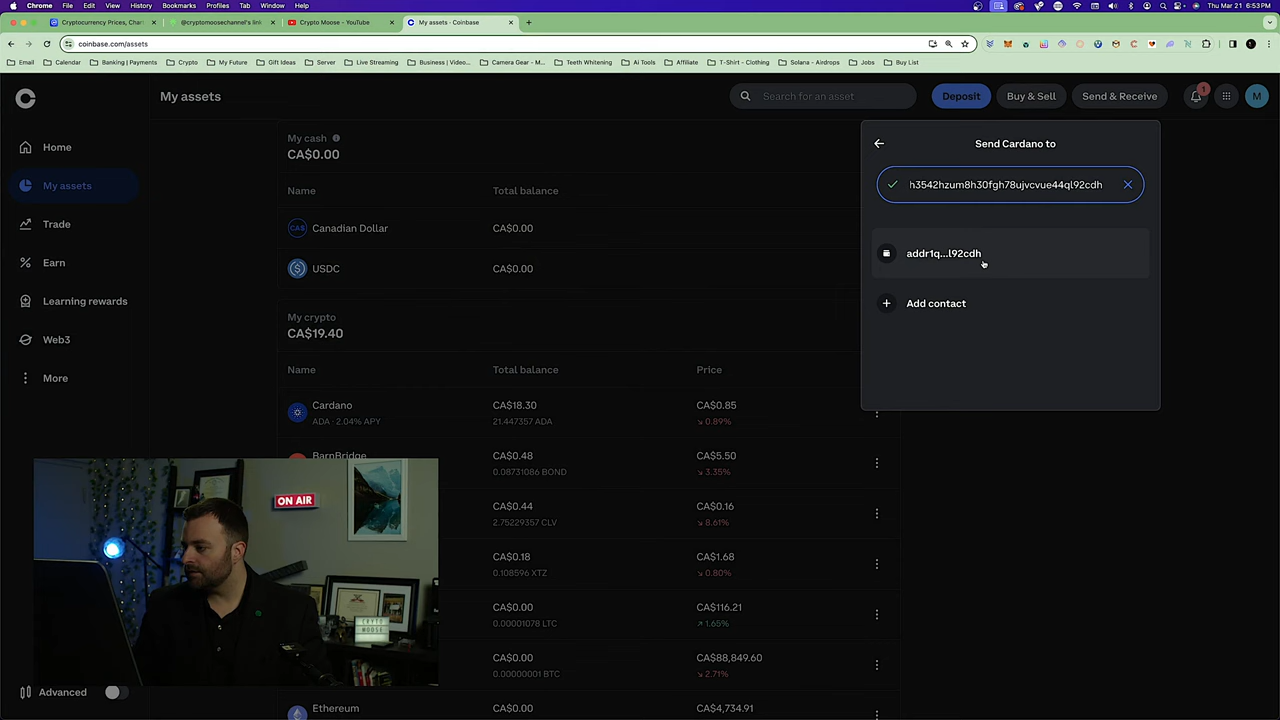 Chrome File Edit View History Bookmarks Profiles Tab Window Help
Thu Mar 21 6:53 PM
Cryptocurrency Prices, Chart
@cryptomoosechannel's link
Crypto Moose - YouTube
My assets - Coinbase
coinbase.com/assets
Email Calendar Banking | Payments Crypto My Future Gift Ideas Server Live Streaming Business | Video... Camera Gear - M... Teeth Whitening Ai Tools Affiliate T-Shirt - Clothing Solana - Airdrops Jobs Buy List
My assets
Search for an asset
Deposit
Buy & Sell
Send & Receive
1
M
Home
My assets
Trade
Earn
Learning rewards
Web3
More
Advanced
My cash
CA$0.00
Name Total balance
Canadian Dollar CA$0.00
USDC CA$0.00
My crypto
CA$19.40
Name Total balance Price
Cardano CA$18.30 CA$0.85
ADA · 2.04% APY 21.447357 ADA ↘ 0.89%
BarnBridge CA$0.48 CA$5.50
0.08731086 BOND ↘ 3.35%
CA$0.44 CA$0.16
2.75229357 CLV ↘ 8.61%
CA$0.18 CA$1.68
0.108596 XTZ ↘ 0.80%
CA$0.00 CA$116.21
0.00001078 LTC ↗ 1.65%
CA$0.00 CA$88,849.60
0.00000001 BTC ↘ 2.71%
Ethereum CA$0.00 CA$4,734.91
Send Cardano to
h3542hzum8h30fgh78ujvcvue44ql92cdh
addr1q...l92cdh
Add contact
ON AIR
CRYPTO
MOOSE